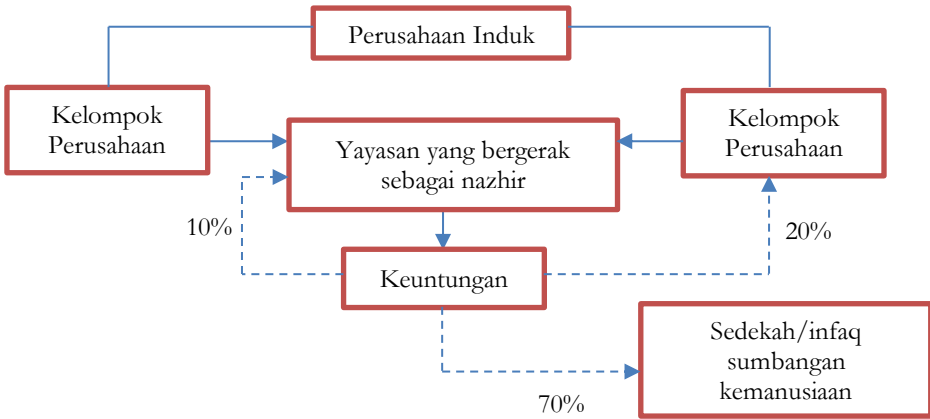 Perusahaan Induk
Kelompok
Perusahaan
Kelompok
Perusahaan
Yayasan yang bergerak
sebagai nazhir
10%
20%
Keuntungan
Sedekah/infaq
sumbangan
kemanusiaan
70%